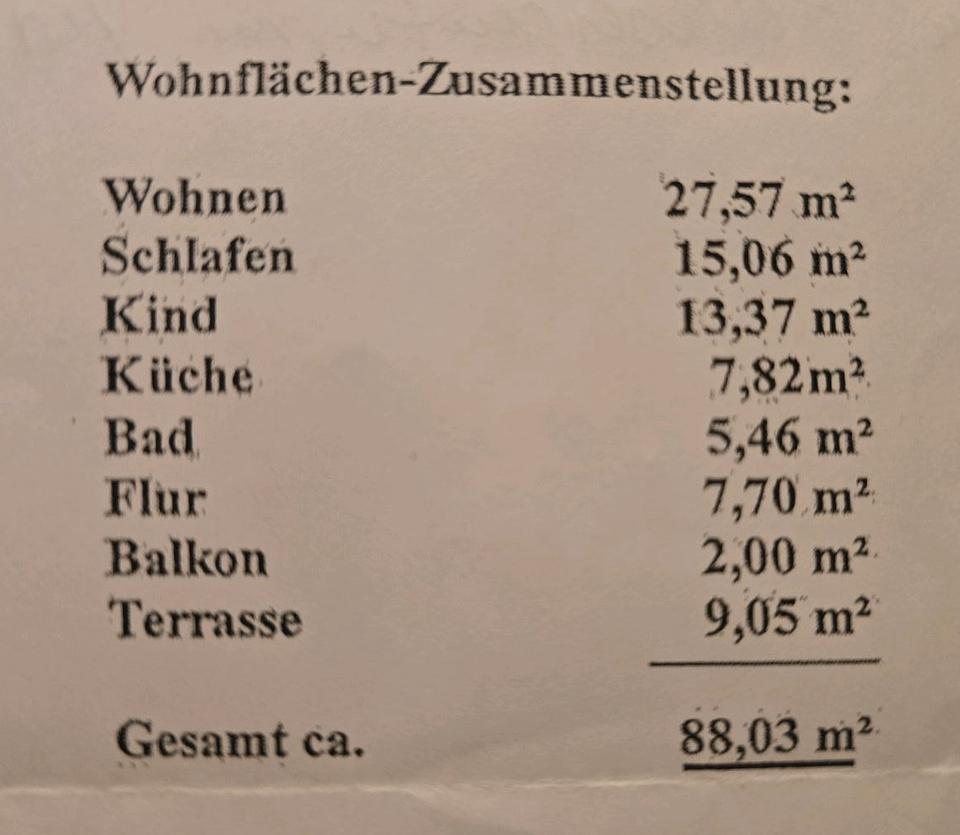 Wohnflächen-Zusammenstellung:
Wohnen 27,57 m²
Schlafen 15,06 m²
Kind 13,37 m²
Küche 7,82m²
Bad 5,46 m²
Flur 7,70 m²
Balkon 2,00 m²
Terrasse 9,05 m²
Gesamt ca. 88,03 m²